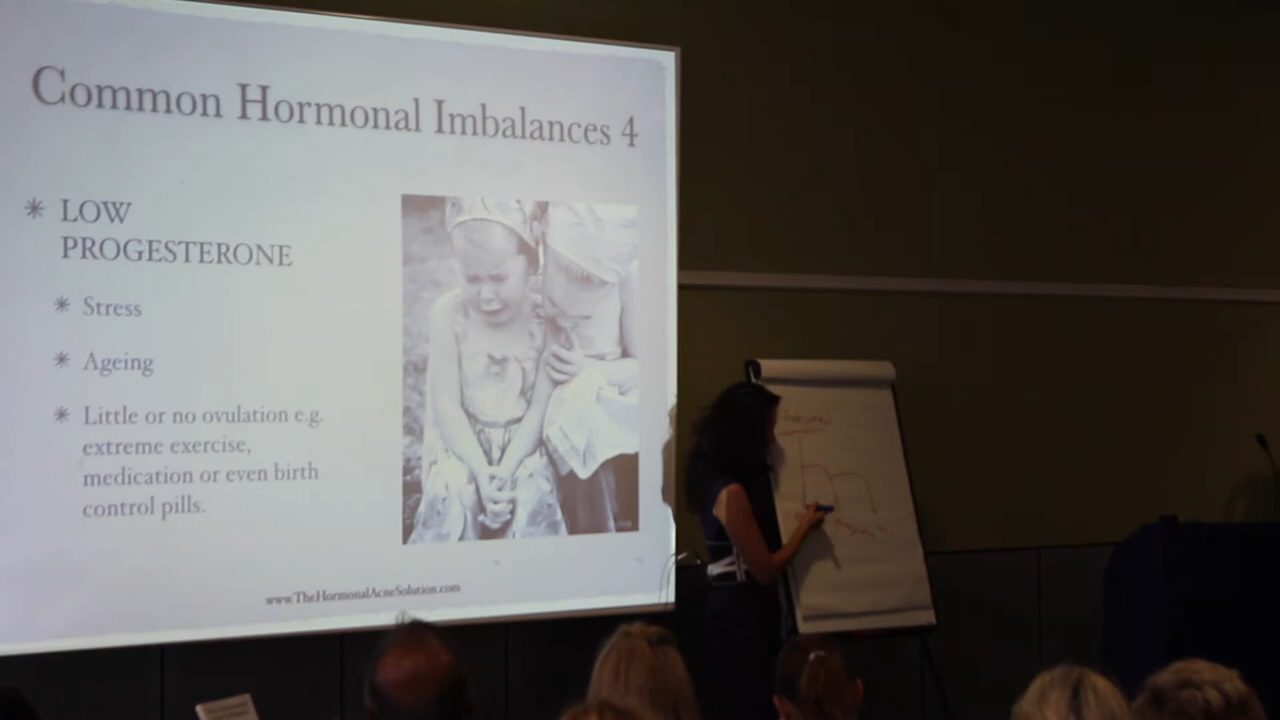 Common Hormonal Imbalances 4
LOW
PROGESTERONE
Stress
Ageing
Little or no ovulation e.g.
extreme exercise,
medication or even birth
control pills.
www.TheHormonalAcneSolution.com